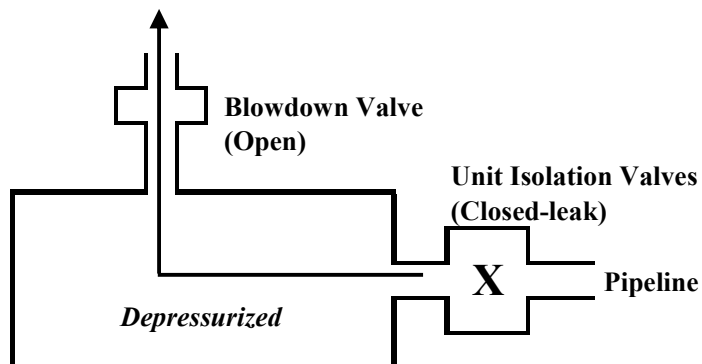 Blowdown Valve
(Open)
Unit Isolation Valves
(Closed-leak)
X
Pipeline
Depressurized